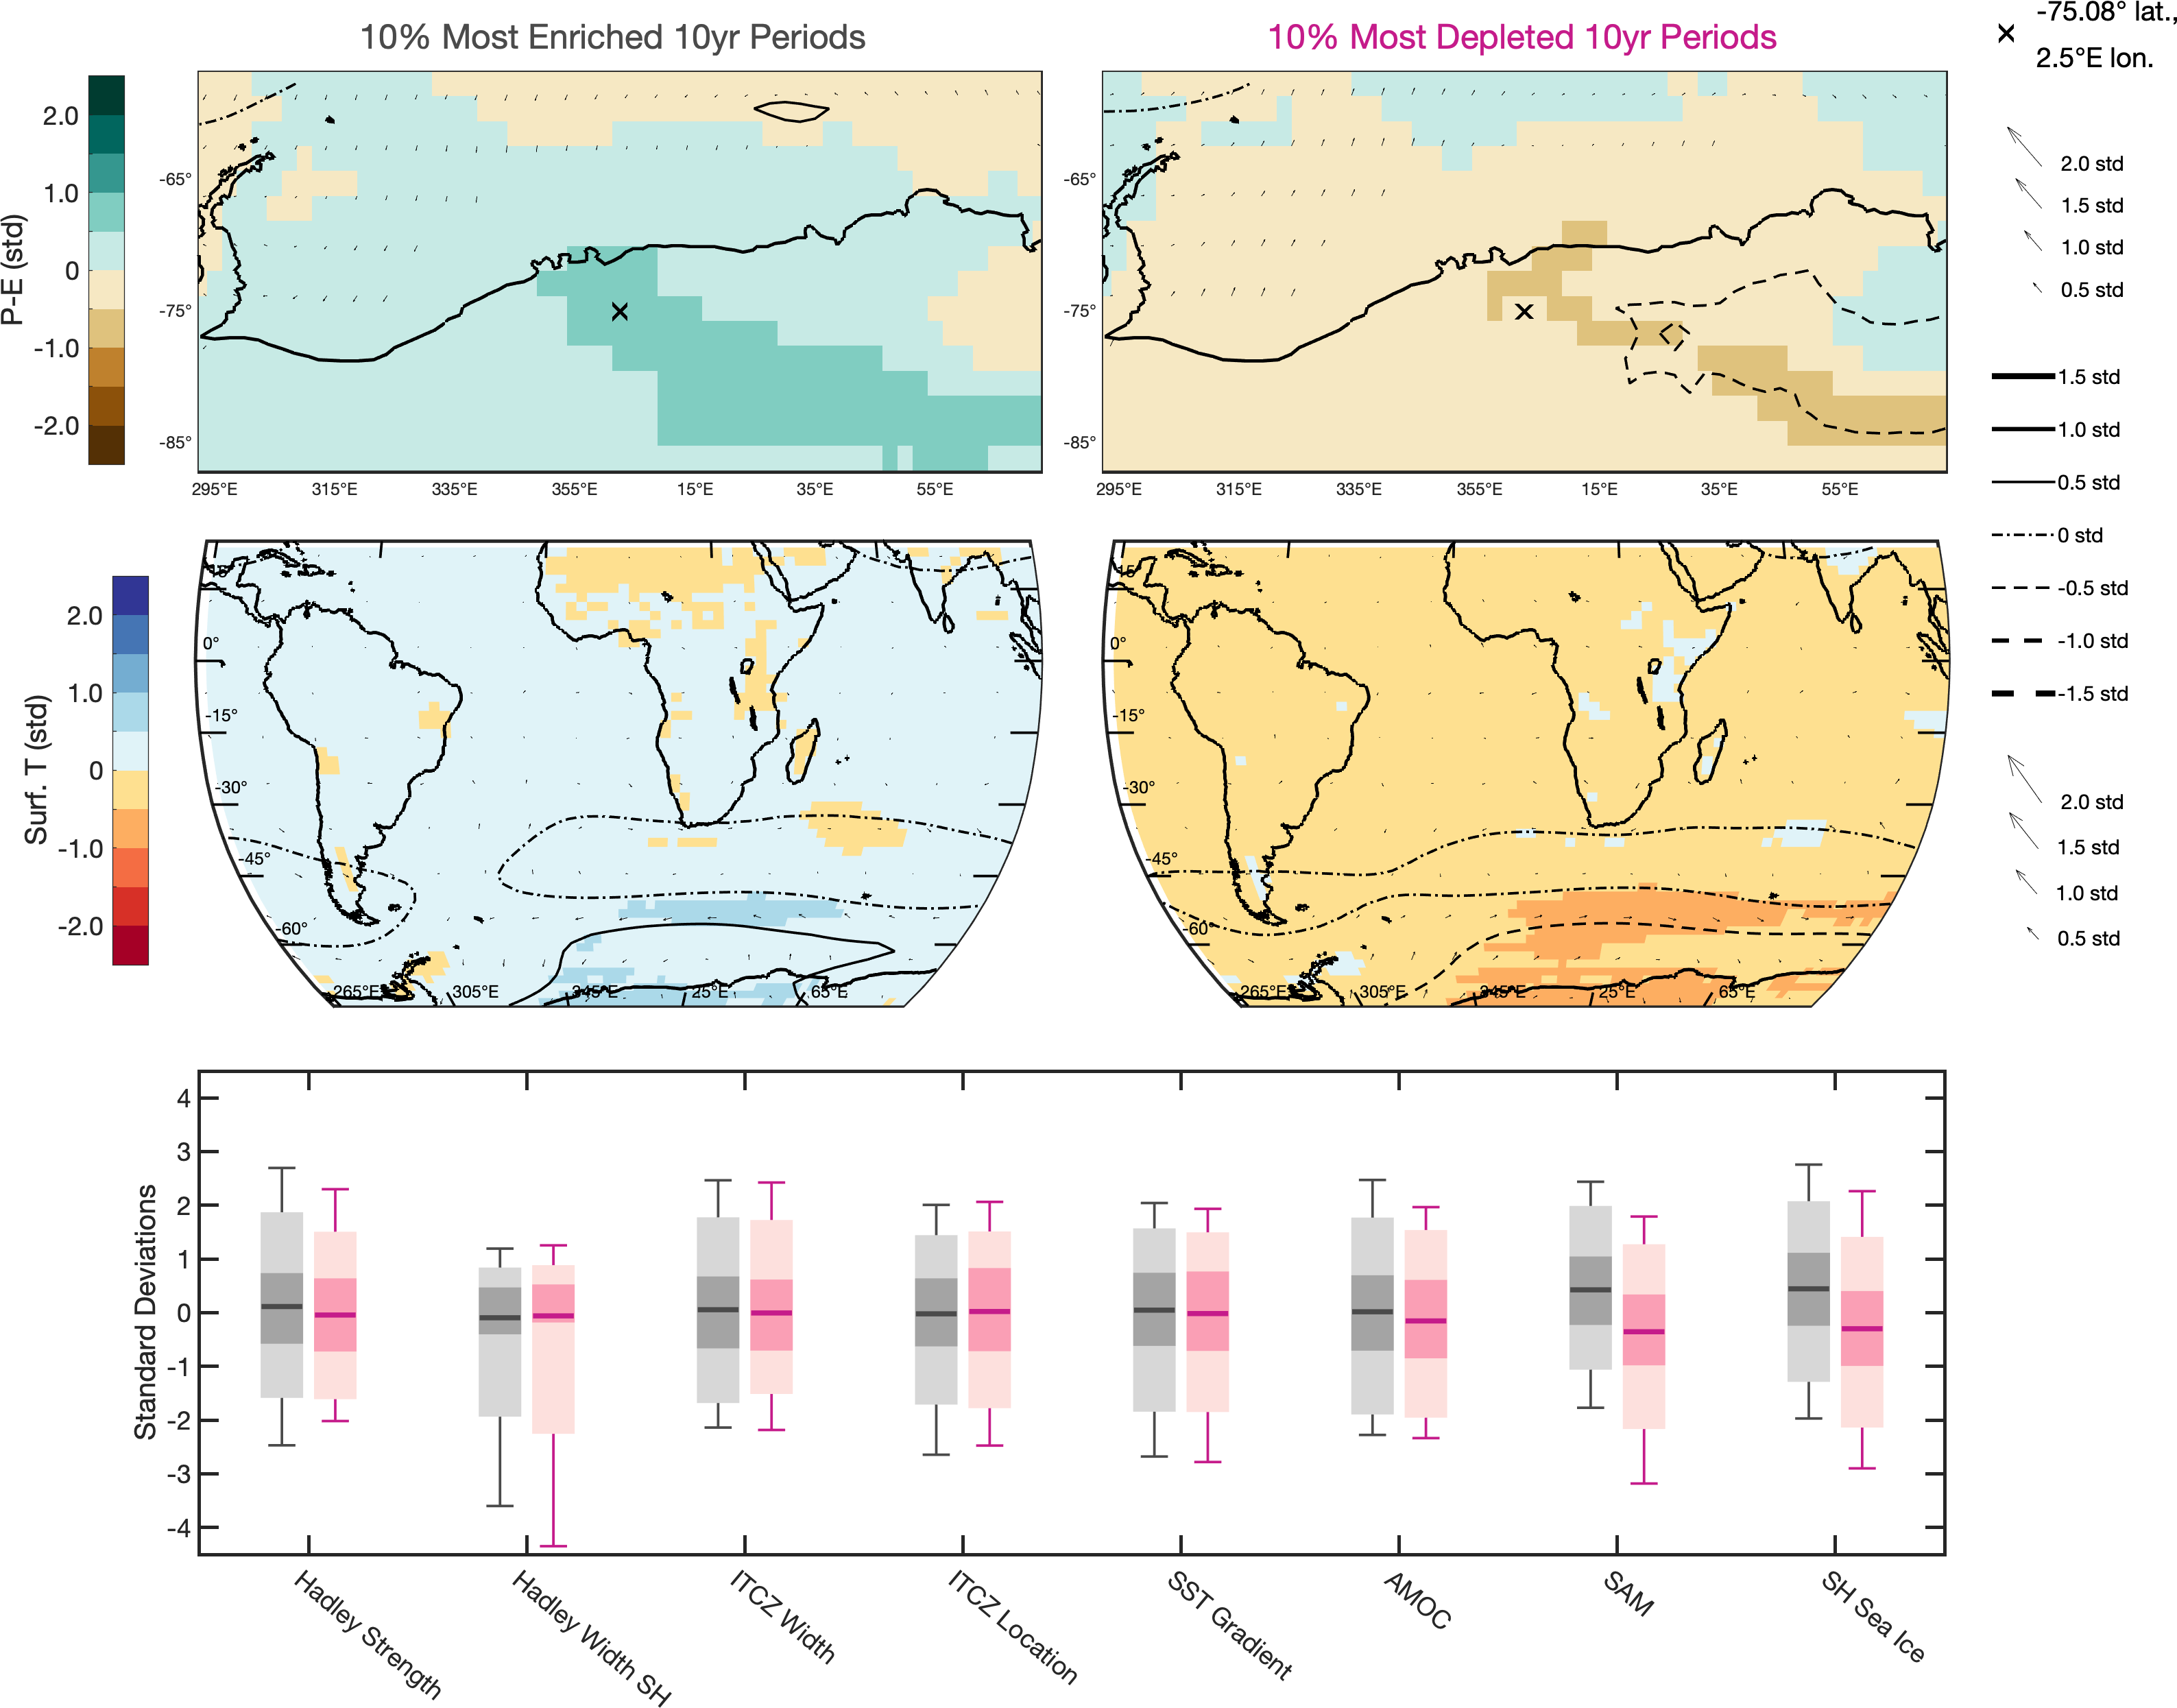 10% Most Enriched 10yr Periods
10% Most Depleted 10yr Periods
-75.08° lat.,
2.5°E lon.
P-E (std)
2.0
1.0
0
-1.0
-2.0
-65°
-75°
-85°
295°E 315°E 335°E 355°E 15°E 35°E 55°E
-65°
-75°
-85°
295°E 315°E 335°E 355°E 15°E 35°E 55°E
2.0 std
1.5 std
1.0 std
0.5 std
1.5 std
1.0 std
0.5 std
0 std
-0.5 std
-1.0 std
-1.5 std
2.0 std
1.5 std
1.0 std
0.5 std
Surf. T (std)
2.0
1.0
0
-1.0
-2.0
15°
0°
-15°
-30°
-45°
-60°
265°E 305°E 345°E 25°E 65°E
15°
0°
-15°
-30°
-45°
-60°
265°E 305°E 345°E 25°E 65°E
Standard Deviations
4
3
2
1
0
-1
-2
-3
-4
Hadley Strength
Hadley Width SH
ITCZ Width
ITCZ Location
SST Gradient
AMOC
SAM
SH Sea Ice